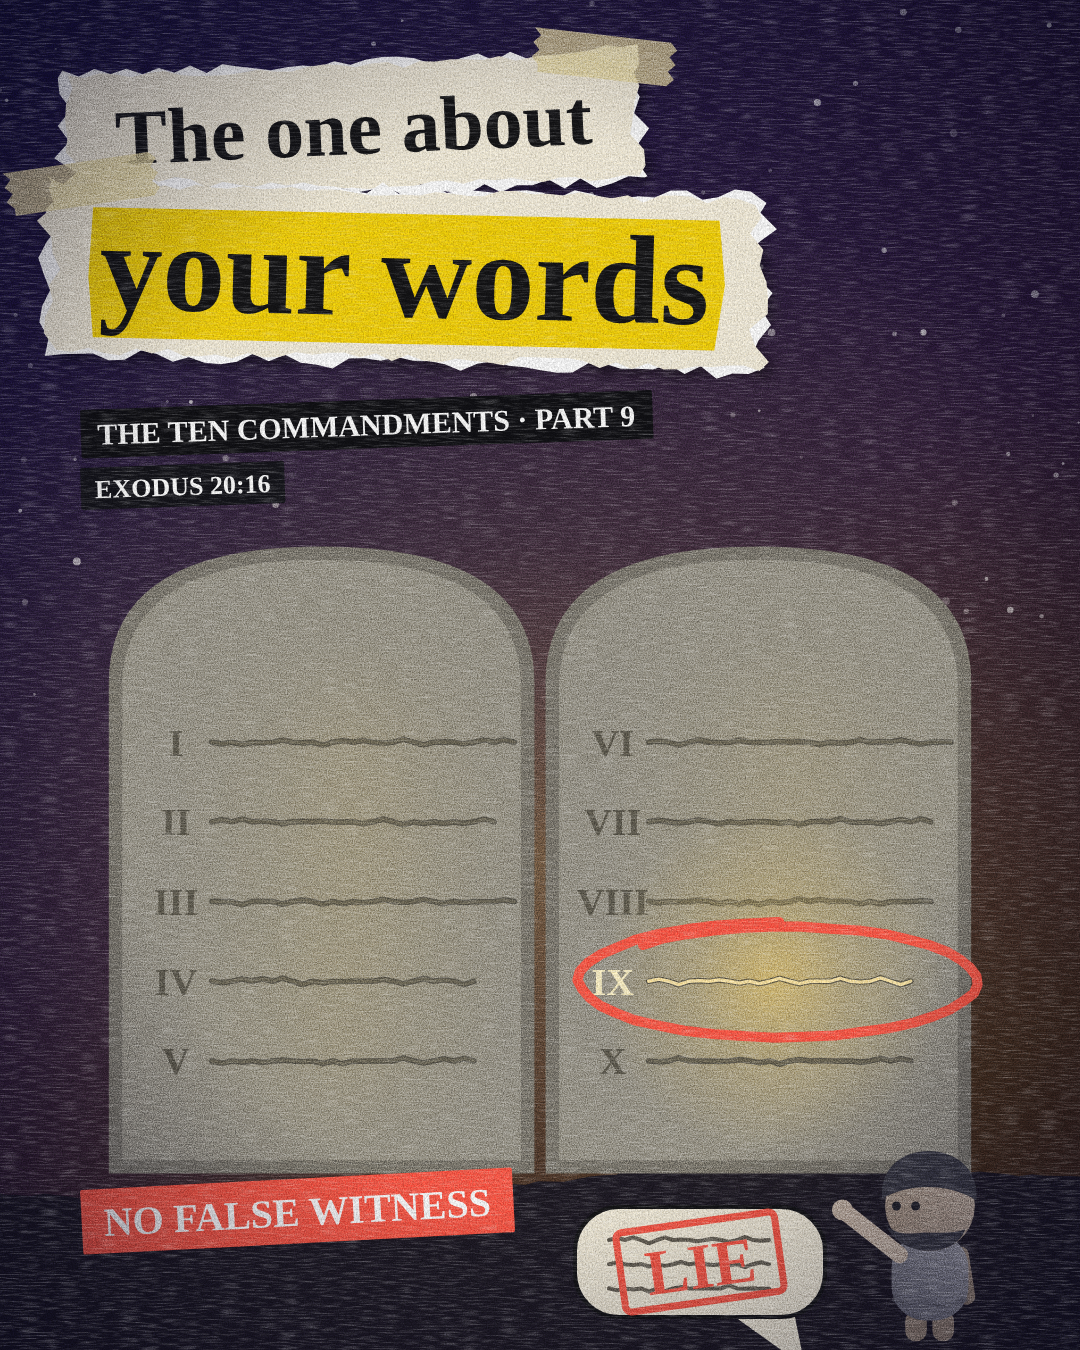 The one about
your words
THE TEN COMMANDMENTS · PART 9
EXODUS 20:16
I
II
III
IV
V
VI
VII
VIII
IX
X
NO FALSE WITNESS
LIE